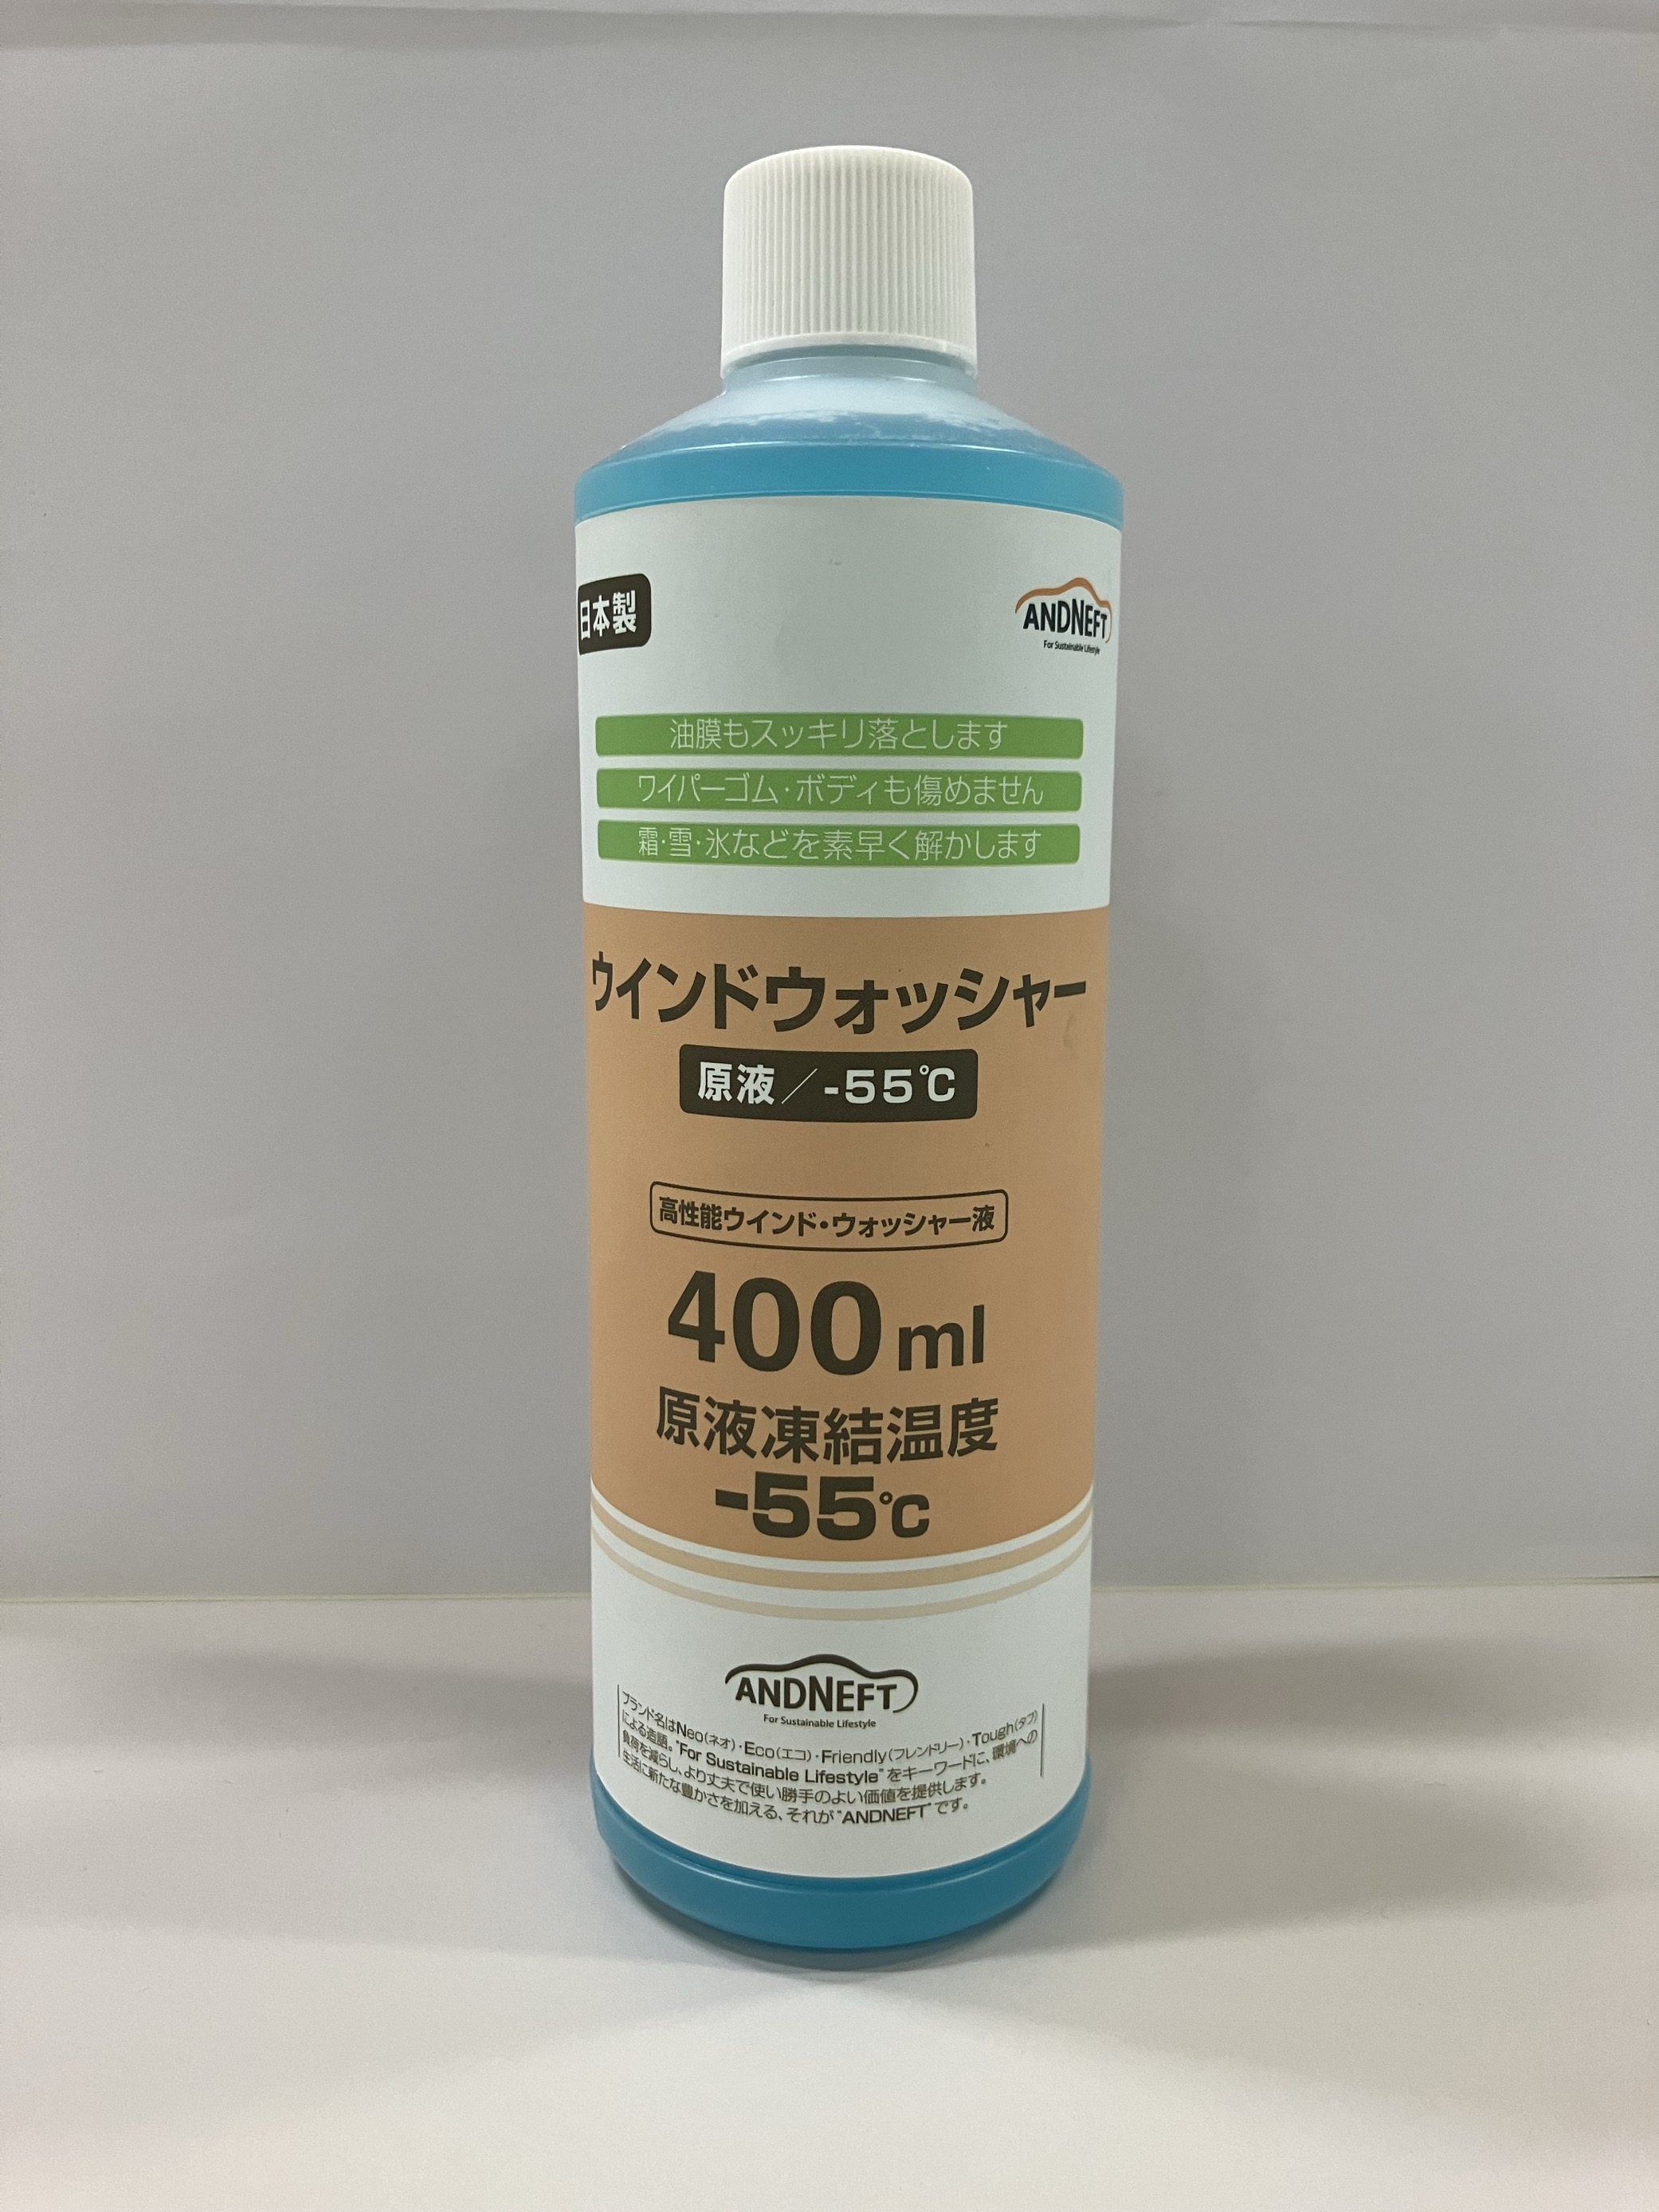 日本製
ANDNEFT
For Sustainable Lifestyle
油膜もスッキリ落とします
ワイパーゴム・ボディも傷めません
霜・雪・氷などを素早く解かします
ウインドウォッシャー
原液／-55℃
高性能ウインド・ウォッシャー液
400ml
原液凍結温度
-55℃
ANDNEFT
For Sustainable Lifestyle
ブランド名はNeo（ネオ）・Eco（エコ）・Friendly（フレンドリー）・Tough（タフ）
による造語。"For Sustainable Lifestyle"をキーワードに、環境への
負荷を減らし、より丈夫で使い勝手のよい価値を提供します。
生活に新たな豊かさを加える、それが"ANDNEFT"です。